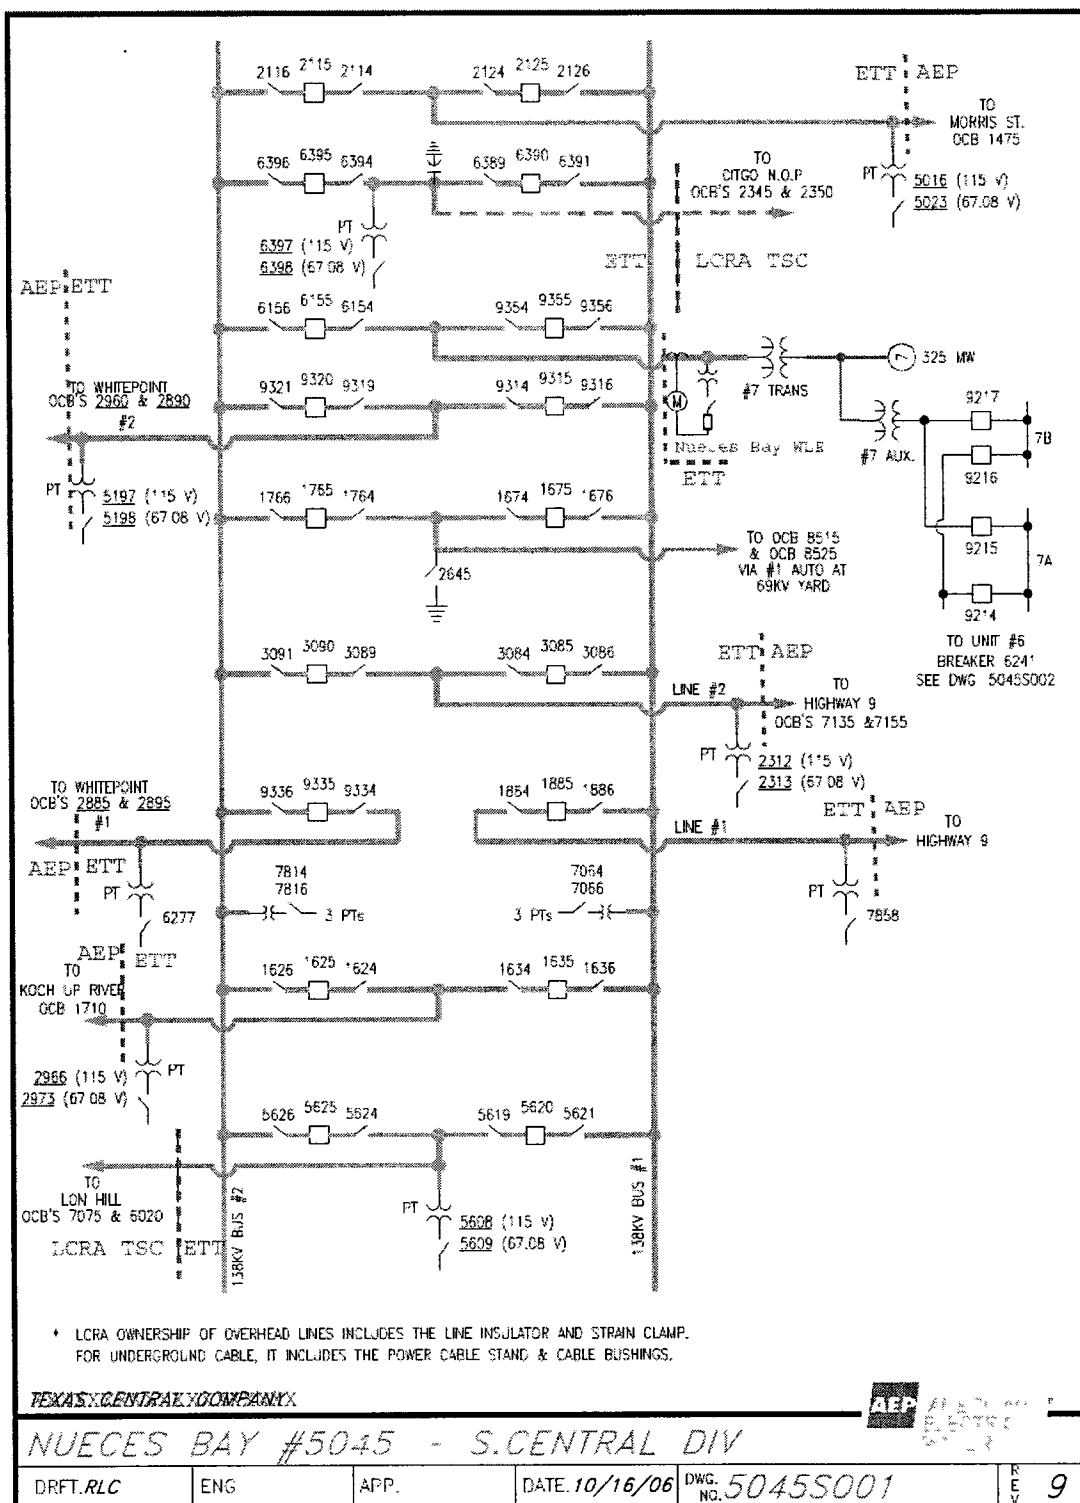 2116 2115 2114
2124 2125 2126
ETT AEP
TO
MORRIS ST.
OCB 1475
PT
5016 (115 V)
5023 (67.08 V)
6396 6395 6394
6389 6390 6391
TO
CITGO N.O.P
OCB'S 2345 & 2350
PT
6397 (115 V)
6398 (67.08 V)
ETT LCRA TSC
AEP ETT
6156 6155 6154
9354 9355 9356
325 MW
#7 TRANS
TO WHITEPOINT
OCB'S 2960 & 2890
#2
9321 9320 9319
9314 9315 9316
M
Nueces Bay WLE
ETT
#7 AUX.
9217
7B
9216
9215
7A
9214
TO UNIT #6
BREAKER 6241
SEE DWG 5045S002
PT
5197 (115 V)
5198 (67.08 V)
1766 1765 1764
1674 1675 1676
TO OCB 8515
& OCB 8525
VIA #1 AUTO AT
69KV YARD
2645
3091 3090 3089
3084 3085 3086
ETT AEP
LINE #2
TO
HIGHWAY 9
OCB'S 7135 &7155
PT
2312 (115 V)
2313 (67.08 V)
TO WHITEPOINT
OCB'S 2885 & 2895
#1
9336 9335 9334
1884 1885 1886
ETT AEP
LINE #1
TO
HIGHWAY 9
AEP ETT
PT
6277
7814
7816
3 PTs
7064
7066
3 PTs
PT
7858
AEP ETT
TO
KOCH UP RIVER
OCB 1710
1626 1625 1624
1634 1635 1636
PT
2966 (115 V)
2973 (67.08 V)
5626 5625 5624
5619 5620 5621
TO
LON HILL
OCB'S 7075 & 6020
LCRA TSC ETT
138KV BUS #2
PT
5608 (115 V)
5609 (67.08 V)
138KV BUS #1
* LCRA OWNERSHIP OF OVERHEAD LINES INCLUDES THE LINE INSULATOR AND STRAIN CLAMP.
FOR UNDERGROUND CABLE, IT INCLUDES THE POWER CABLE STAND & CABLE BUSHINGS.
TEXAS CENTRAL COMPANY
AEP
NUECES BAY #5045 - S.CENTRAL DIV
DRFT.RLC
ENG
APP.
DATE.10/16/06
DWG. NO. 5045S001
REV 9